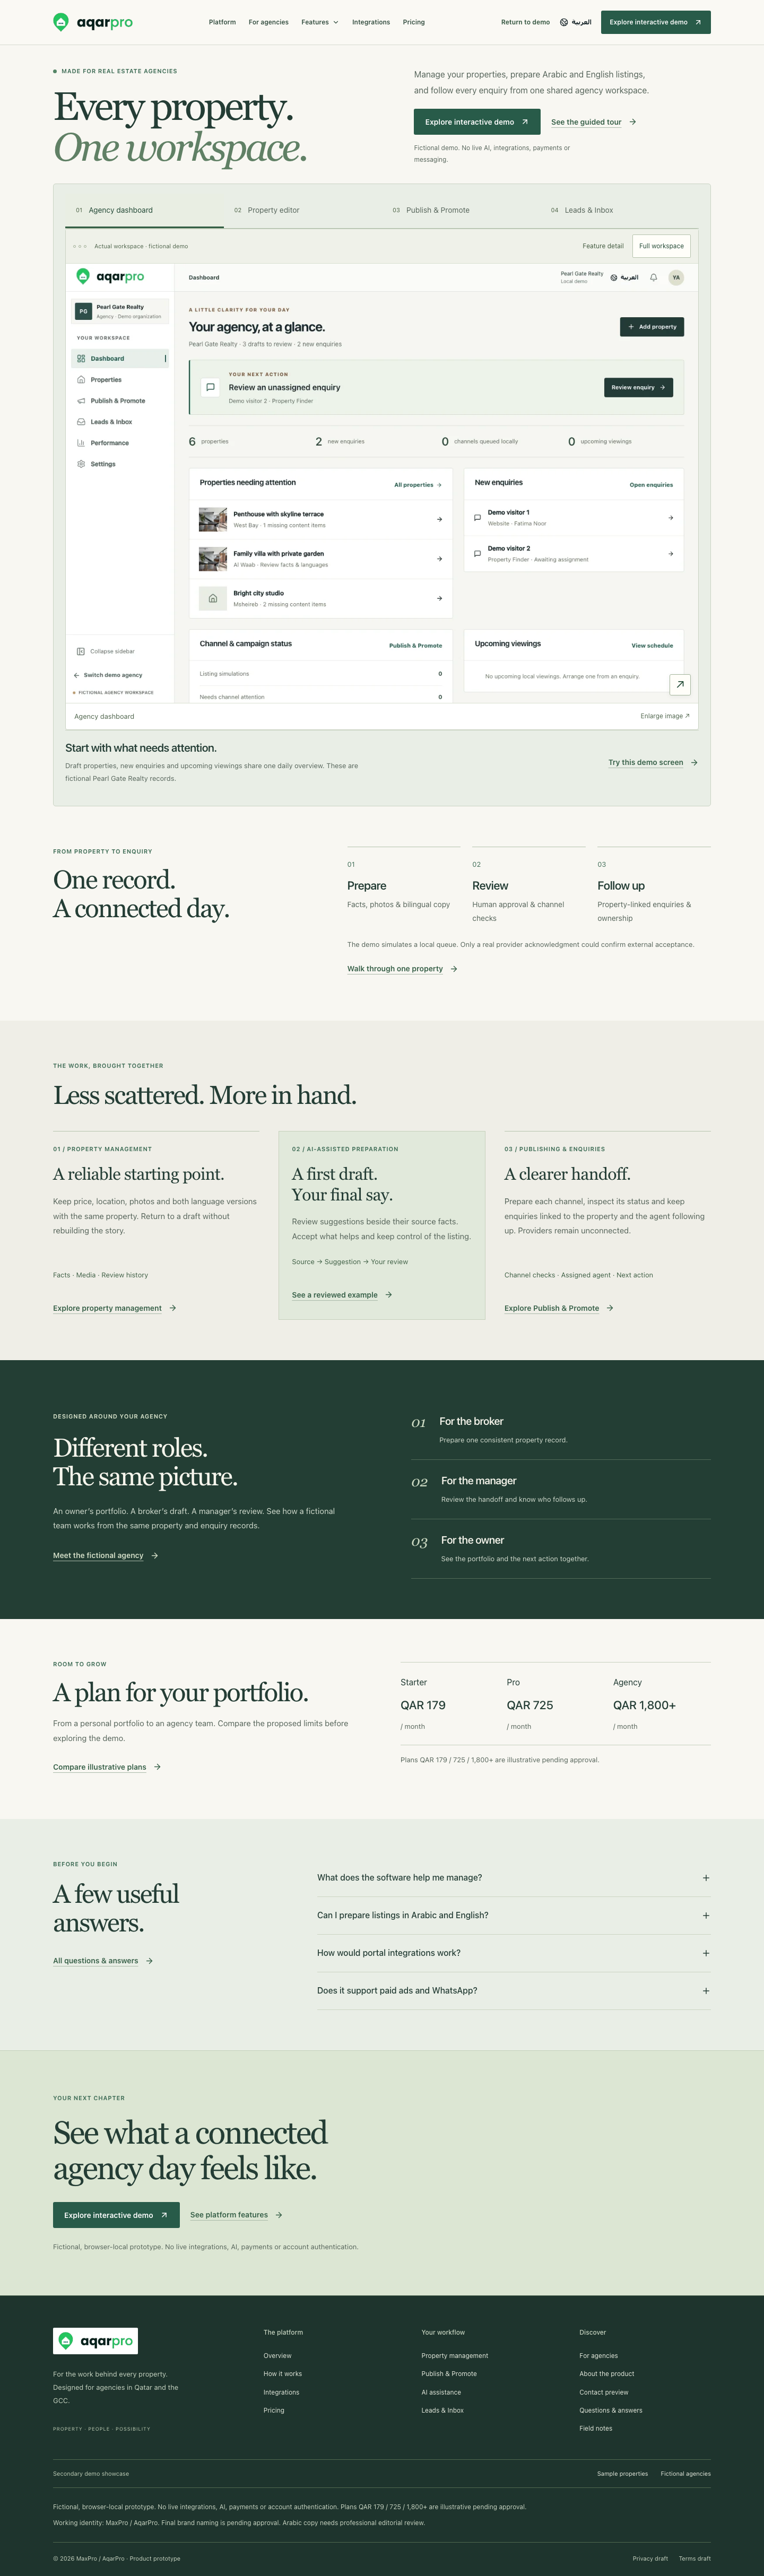 aqarpro
Platform
For agencies
Features
Integrations
Pricing
Return to demo
العربية
Explore interactive demo
MADE FOR REAL ESTATE AGENCIES
Every property.
One workspace.
Manage your properties, prepare Arabic and English listings,
and follow every enquiry from one shared agency workspace.
Explore interactive demo
See the guided tour
Fictional demo. No live AI, integrations, payments or
messaging.
01 Agency dashboard
02 Property editor
03 Publish & Promote
04 Leads & Inbox
Actual workspace · fictional demo
Feature detail
Full workspace
aqarpro
Dashboard
Pearl Gate Realty
Local demo
العربية
YA
PG
Pearl Gate Realty
Agency · Demo organization
YOUR WORKSPACE
Dashboard
Properties
Publish & Promote
Leads & Inbox
Performance
Settings
Collapse sidebar
Switch demo agency
FICTIONAL AGENCY WORKSPACE
A LITTLE CLARITY FOR YOUR DAY
Your agency, at a glance.
Pearl Gate Realty · 3 drafts to review · 2 new enquiries
Add property
YOUR NEXT ACTION
Review an unassigned enquiry
Demo visitor 2 · Property Finder
Review enquiry
6 properties
2 new enquiries
0 channels queued locally
0 upcoming viewings
Properties needing attention
All properties
Penthouse with skyline terrace
West Bay · 1 missing content items
Family villa with private garden
Al Waab · Review facts & languages
Bright city studio
Msheireb · 2 missing content items
New enquiries
Open enquiries
Demo visitor 1
Website · Fatima Noor
Demo visitor 2
Property Finder · Awaiting assignment
Channel & campaign status
Publish & Promote
Listing simulations 0
Needs channel attention 0
Upcoming viewings
View schedule
No upcoming local viewings. Arrange one from an enquiry.
Agency dashboard
Enlarge image ↗
Start with what needs attention.
Draft properties, new enquiries and upcoming viewings share one daily overview. These are
fictional Pearl Gate Realty records.
Try this demo screen
FROM PROPERTY TO ENQUIRY
One record.
A connected day.
01
Prepare
Facts, photos & bilingual copy
02
Review
Human approval & channel
checks
03
Follow up
Property-linked enquiries &
ownership
The demo simulates a local queue. Only a real provider acknowledgment could confirm external acceptance.
Walk through one property
THE WORK, BROUGHT TOGETHER
Less scattered. More in hand.
01 / PROPERTY MANAGEMENT
A reliable starting point.
Keep price, location, photos and both language versions
with the same property. Return to a draft without
rebuilding the story.
Facts · Media · Review history
Explore property management
02 / AI-ASSISTED PREPARATION
A first draft.
Your final say.
Review suggestions beside their source facts.
Accept what helps and keep control of the listing.
Source → Suggestion → Your review
See a reviewed example
03 / PUBLISHING & ENQUIRIES
A clearer handoff.
Prepare each channel, inspect its status and keep
enquiries linked to the property and the agent following
up. Providers remain unconnected.
Channel checks · Assigned agent · Next action
Explore Publish & Promote
DESIGNED AROUND YOUR AGENCY
Different roles.
The same picture.
An owner's portfolio. A broker's draft. A manager's review. See how a fictional
team works from the same property and enquiry records.
Meet the fictional agency
01 For the broker
Prepare one consistent property record.
02 For the manager
Review the handoff and know who follows up.
03 For the owner
See the portfolio and the next action together.
ROOM TO GROW
A plan for your portfolio.
From a personal portfolio to an agency team. Compare the proposed limits before
exploring the demo.
Compare illustrative plans
Starter
QAR 179
/ month
Pro
QAR 725
/ month
Agency
QAR 1,800+
/ month
Plans QAR 179 / 725 / 1,800+ are illustrative pending approval.
BEFORE YOU BEGIN
A few useful
answers.
All questions & answers
What does the software help me manage?
Can I prepare listings in Arabic and English?
How would portal integrations work?
Does it support paid ads and WhatsApp?
YOUR NEXT CHAPTER
See what a connected
agency day feels like.
Explore interactive demo
See platform features
Fictional, browser-local prototype. No live integrations, AI, payments or account authentication.
aqarpro
For the work behind every property.
Designed for agencies in Qatar and the
GCC.
PROPERTY · PEOPLE · POSSIBILITY
The platform
Overview
How it works
Integrations
Pricing
Your workflow
Property management
Publish & Promote
AI assistance
Leads & Inbox
Discover
For agencies
About the product
Contact preview
Questions & answers
Field notes
Secondary demo showcase
Sample properties
Fictional agencies
Fictional, browser-local prototype. No live integrations, AI, payments or account authentication. Plans QAR 179 / 725 / 1,800+ are illustrative pending approval.
Working identity: MaxPro / AqarPro. Final brand naming is pending approval. Arabic copy needs professional editorial review.
© 2026 MaxPro / AqarPro · Product prototype
Privacy draft
Terms draft